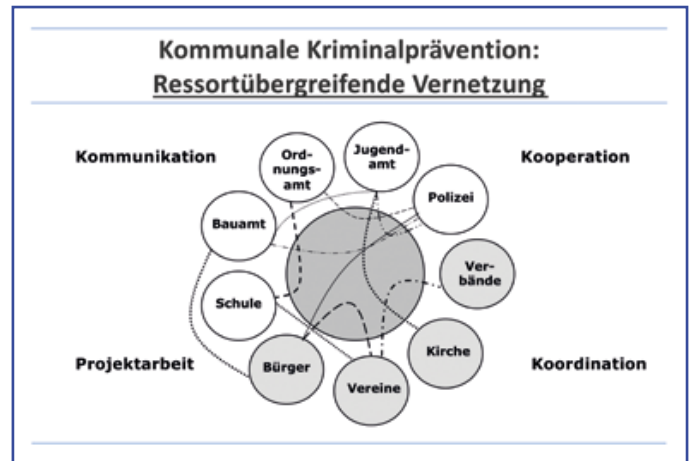 Kommunale Kriminalprävention:
Ressortübergreifende Vernetzung
Kommunikation
Kooperation
Ord-
nungs-
amt
Jugend-
amt
Polizei
Bauamt
Ver-
bände
Schule
Kirche
Bürger
Vereine
Projektarbeit
Koordination